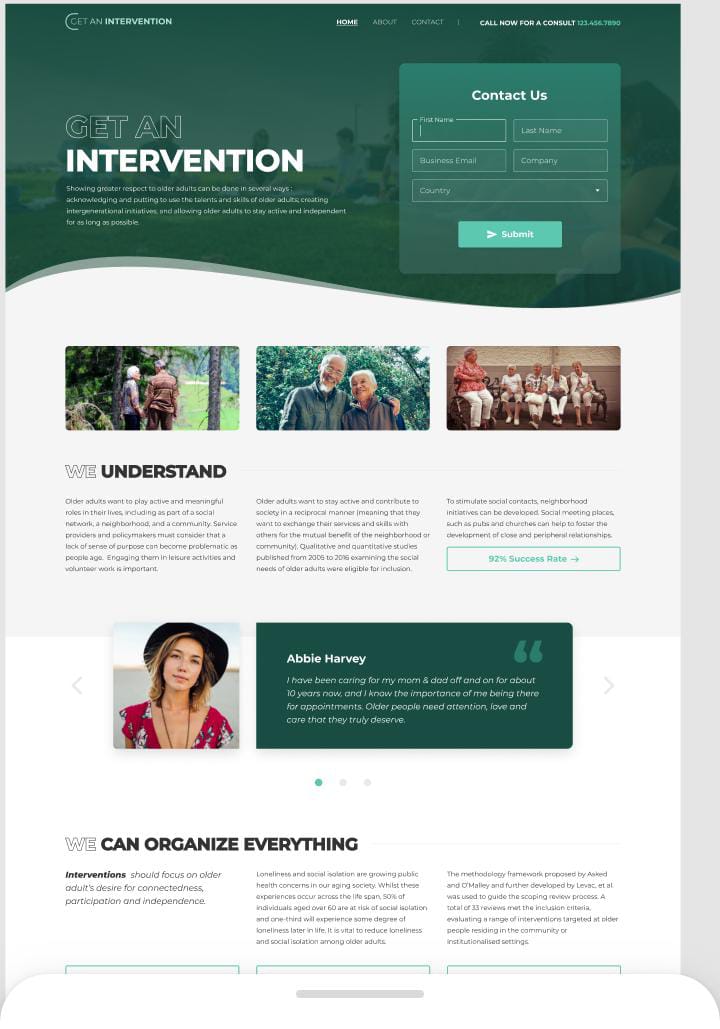 GET AN INTERVENTION
HOME ABOUT CONTACT | CALL NOW FOR A CONSULT 123.456.7890
GET AN
INTERVENTION
Showing greater respect to older adults can be done in several ways :
acknowledging and putting to use the talents and skills of older adults; creating
intergenerational initiatives; and allowing older adults to stay active and independent
for as long as possible.
Contact Us
First Name
Last Name
Business Email
Company
Country
Submit
WE UNDERSTAND
Older adults want to play active and meaningful
roles in their lives, including as part of a social
network, a neighborhood, and a community. Service
providers and policymakers must consider that a
lack of sense of purpose can become problematic as
people age. Engaging them in leisure activities and
volunteer work is important.
Older adults want to stay active and contribute to
society in a reciprocal manner (meaning that they
want to exchange their services and skills with
others for the mutual benefit of the neighborhood or
community). Qualitative and quantitative studies
published from 2005 to 2016 examining the social
needs of older adults were eligible for inclusion.
To stimulate social contacts, neighborhood
initiatives can be developed. Social meeting places,
such as pubs and churches can help to foster the
development of close and peripheral relationships.
92% Success Rate →
Abbie Harvey
I have been caring for my mom & dad off and on for about
10 years now, and I know the importance of me being there
for appointments. Older people need attention, love and
care that they truly deserve.
WE CAN ORGANIZE EVERYTHING
Interventions should focus on older
adult's desire for connectedness,
participation and independence.
Loneliness and social isolation are growing public
health concerns in our aging society. Whilst these
experiences occur across the life span, 50% of
individuals aged over 60 are at risk of social isolation
and one-third will experience some degree of
loneliness later in life. It is vital to reduce loneliness
and social isolation among older adults.
The methodology framework proposed by Asked
and O'Malley and further developed by Levac, et al.
was used to guide the scoping review process. A
total of 33 reviews met the inclusion criteria,
evaluating a range of interventions targeted at older
people residing in the community or
institutionalised settings.